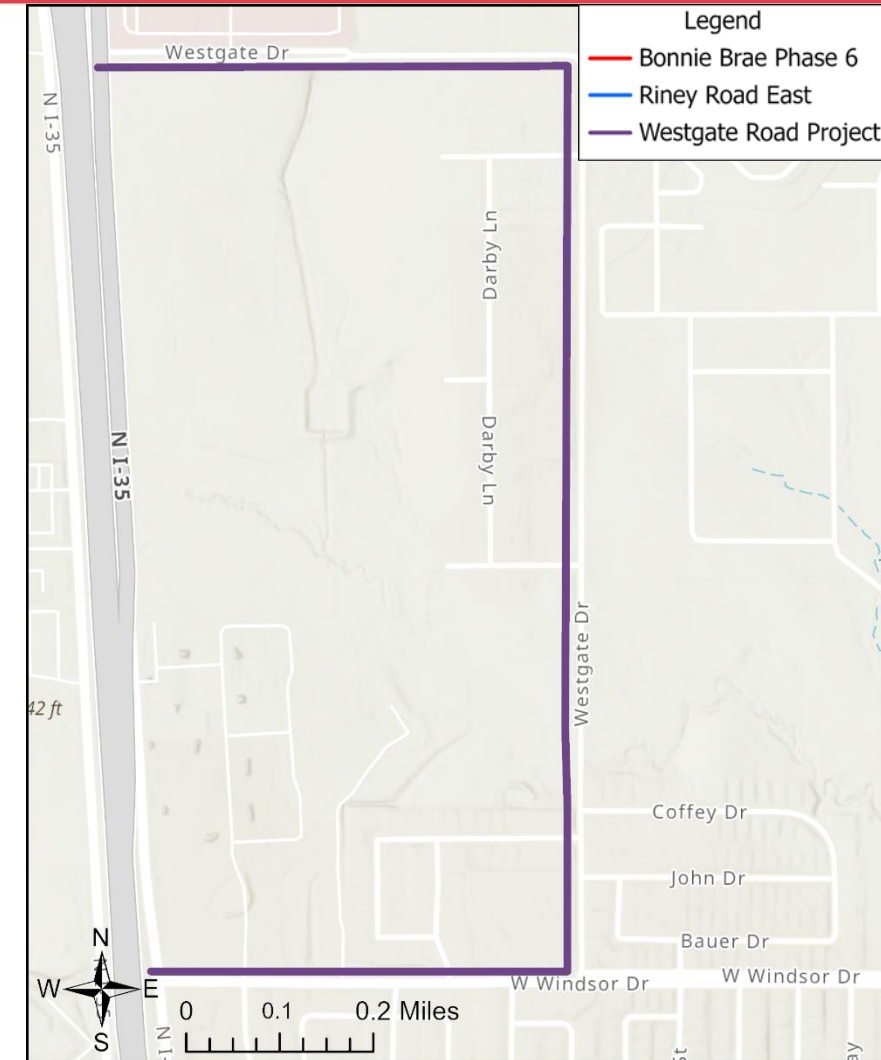 Legend
Bonnie Brae Phase 6
Riney Road East
Westgate Road Project
Westgate Dr
N I-35
Darby Ln
N I-35
Darby Ln
Westgate Dr
42 ft
Coffey Dr
John Dr
Bauer Dr
W Windsor Dr
W Windsor Dr
N
W
E
S
0 0.1 0.2 Miles
N I-
st
ay